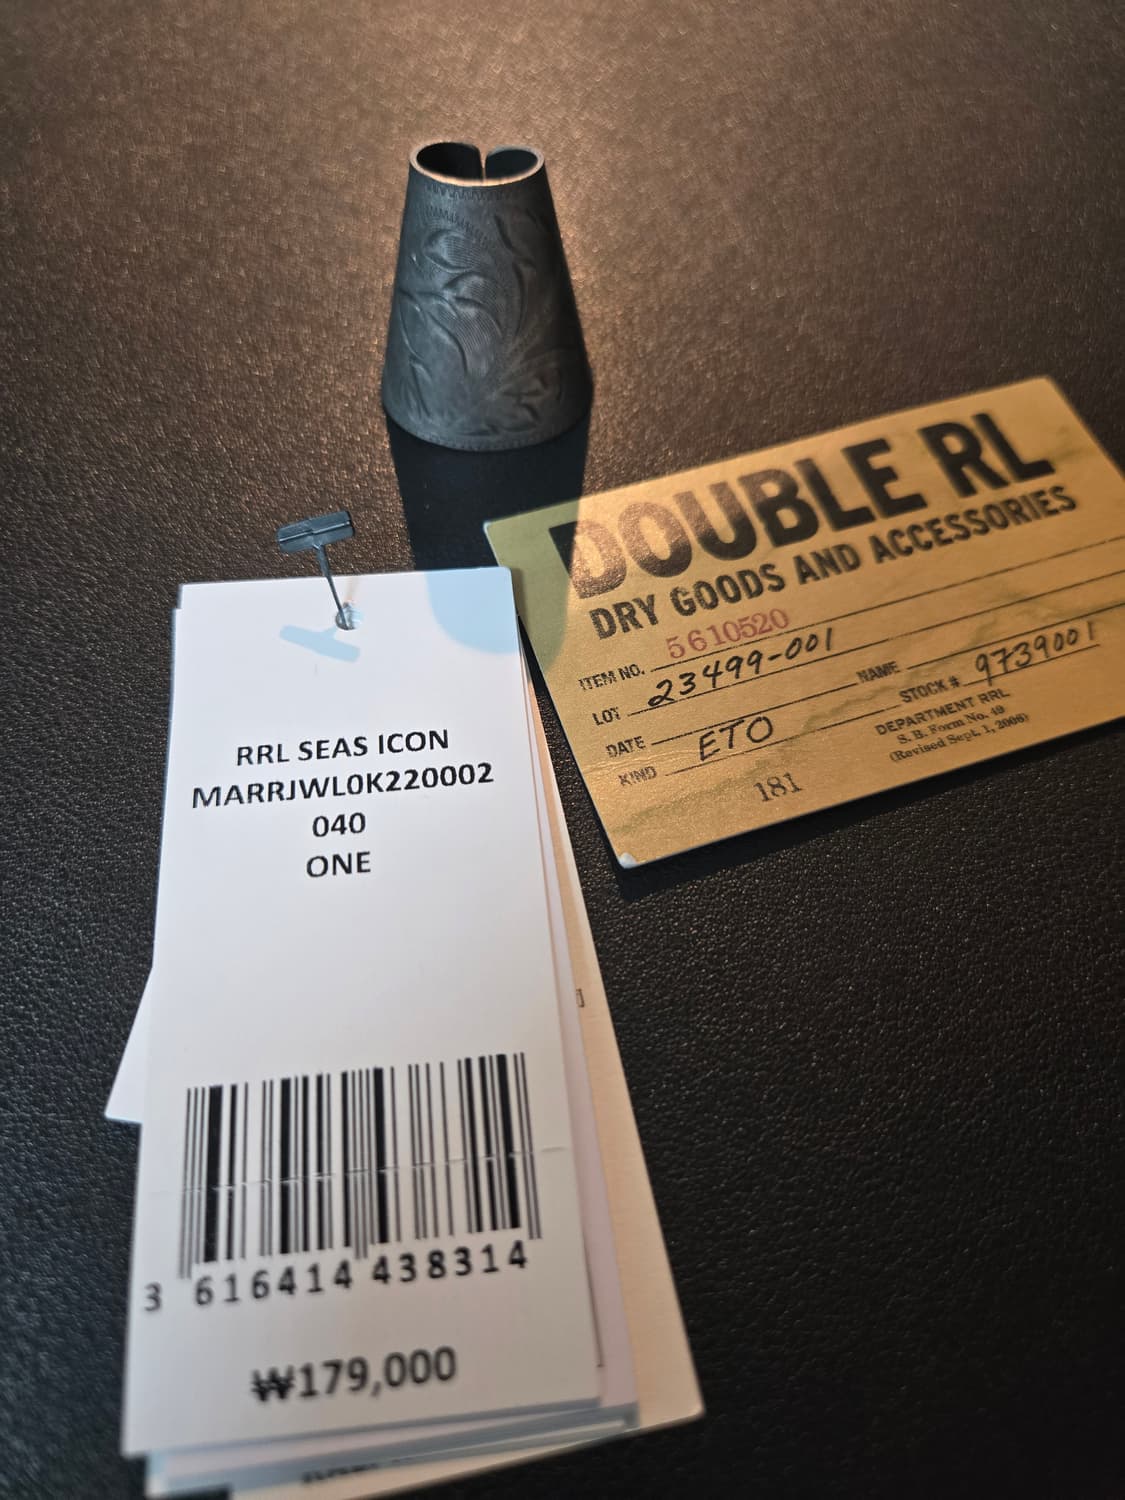 DOUBLE RL
DRY GOODS AND ACCESSORIES
ITEM NO. 5610520
LOT 23499-001
DATE NAME
KIND ETO STOCK # 9739001
DEPARTMENT RRL
S. B. Form No. 49
(Revised Sept. 1, 2006)
181
RRL SEAS ICON
MARRJWL0K220002
040
ONE
3 616414 438314
₩179,000